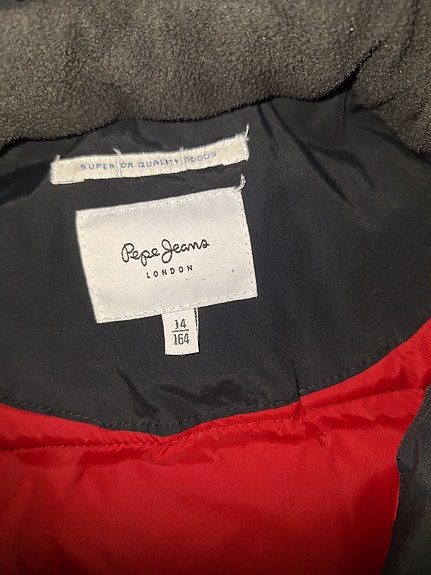 SUPERIOR QUALITY GOODS
Pepe Jeans
LONDON
14
164